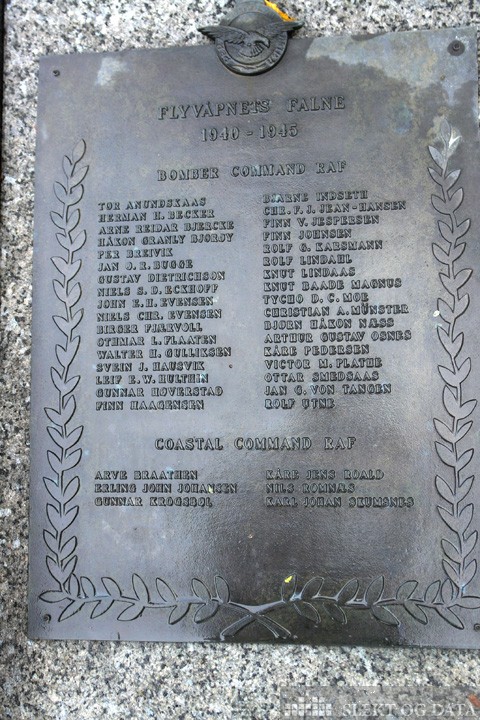 FLYVÅPNETS FALNE
1940 - 1945
BOMBER COMMAND RAF
TOR ANUNDSKAAS
HERMAN H. BECKER
ARNE REIDAR BJERCKE
HÅKON GRANLY BJØRØY
PER BREIVIK
JAN J. R. BUGGE
GUSTAV DIETRICHSON
NIELS S. D. ECKHOFF
JOHN E. H. EVENSEN
NIELS CHR. EVENSEN
BIRGER FJÆRVOLL
OTHMAR L. FLAATEN
WALTER H. GULLIKSEN
SVEIN J. HAUSVIK
LEIF E. W. HULTHIN
GUNNAR HØVERSTAD
FINN HAAGENSEN
BJARNE INDSETH
CHR. F. J. JEAN-HANSEN
FINN V. JESPERSEN
FINN JOHNSEN
ROLF G. KARSMANN
ROLF LINDAHL
KNUT LINDAAS
KNUT BAADE MAGNUS
TYCHO D. C. MOE
CHRISTIAN A. MÜNSTER
BJØRN HÅKON NÆSS
ARTHUR GUSTAV OSNES
KÅRE PEDERSEN
VICTOR M. PLATHE
OTTAR SMEDSAAS
JAN G. VON TANGEN
ROLF UTNE
COASTAL COMMAND RAF
ARVE BRAATHEN
ERLING JOHN JOHANSEN
GUNNAR KROGSBØL
KÅRE JENS ROALD
NILS ROMNÆS
KARL JOHAN SKUMSNES
SLEKT OG DATA